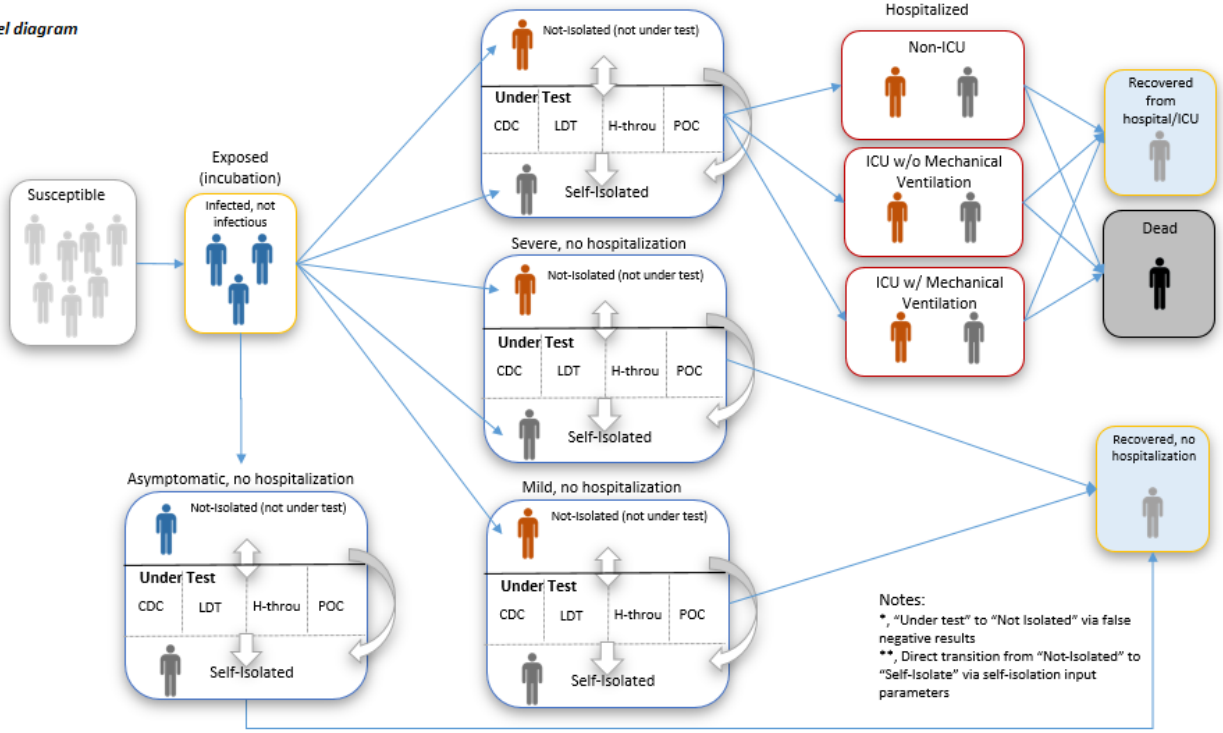 el diagram
Hospitalized
Not-Isolated (not under test)
Under Test
CDC LDT H-throu POC
Self-Isolated
Non-ICU
ICU w/o Mechanical
Ventilation
ICU w/ Mechanical
Ventilation
Recovered
from
hospital/ICU
Dead
Susceptible
Exposed
(incubation)
Infected, not
infectious
Severe, no hospitalization
Not-Isolated (not under test)
Under Test
CDC LDT H-throu POC
Self-Isolated
Asymptomatic, no hospitalization
Not-Isolated (not under test)
Under Test
CDC LDT H-throu POC
Self-Isolated
Mild, no hospitalization
Not-Isolated (not under test)
Under Test
CDC LDT H-throu POC
Self-Isolated
Recovered, no
hospitalization
Notes:
*, “Under test” to “Not Isolated” via false
negative results
**, Direct transition from “Not-Isolated” to
“Self-Isolate” via self-isolation input
parameters